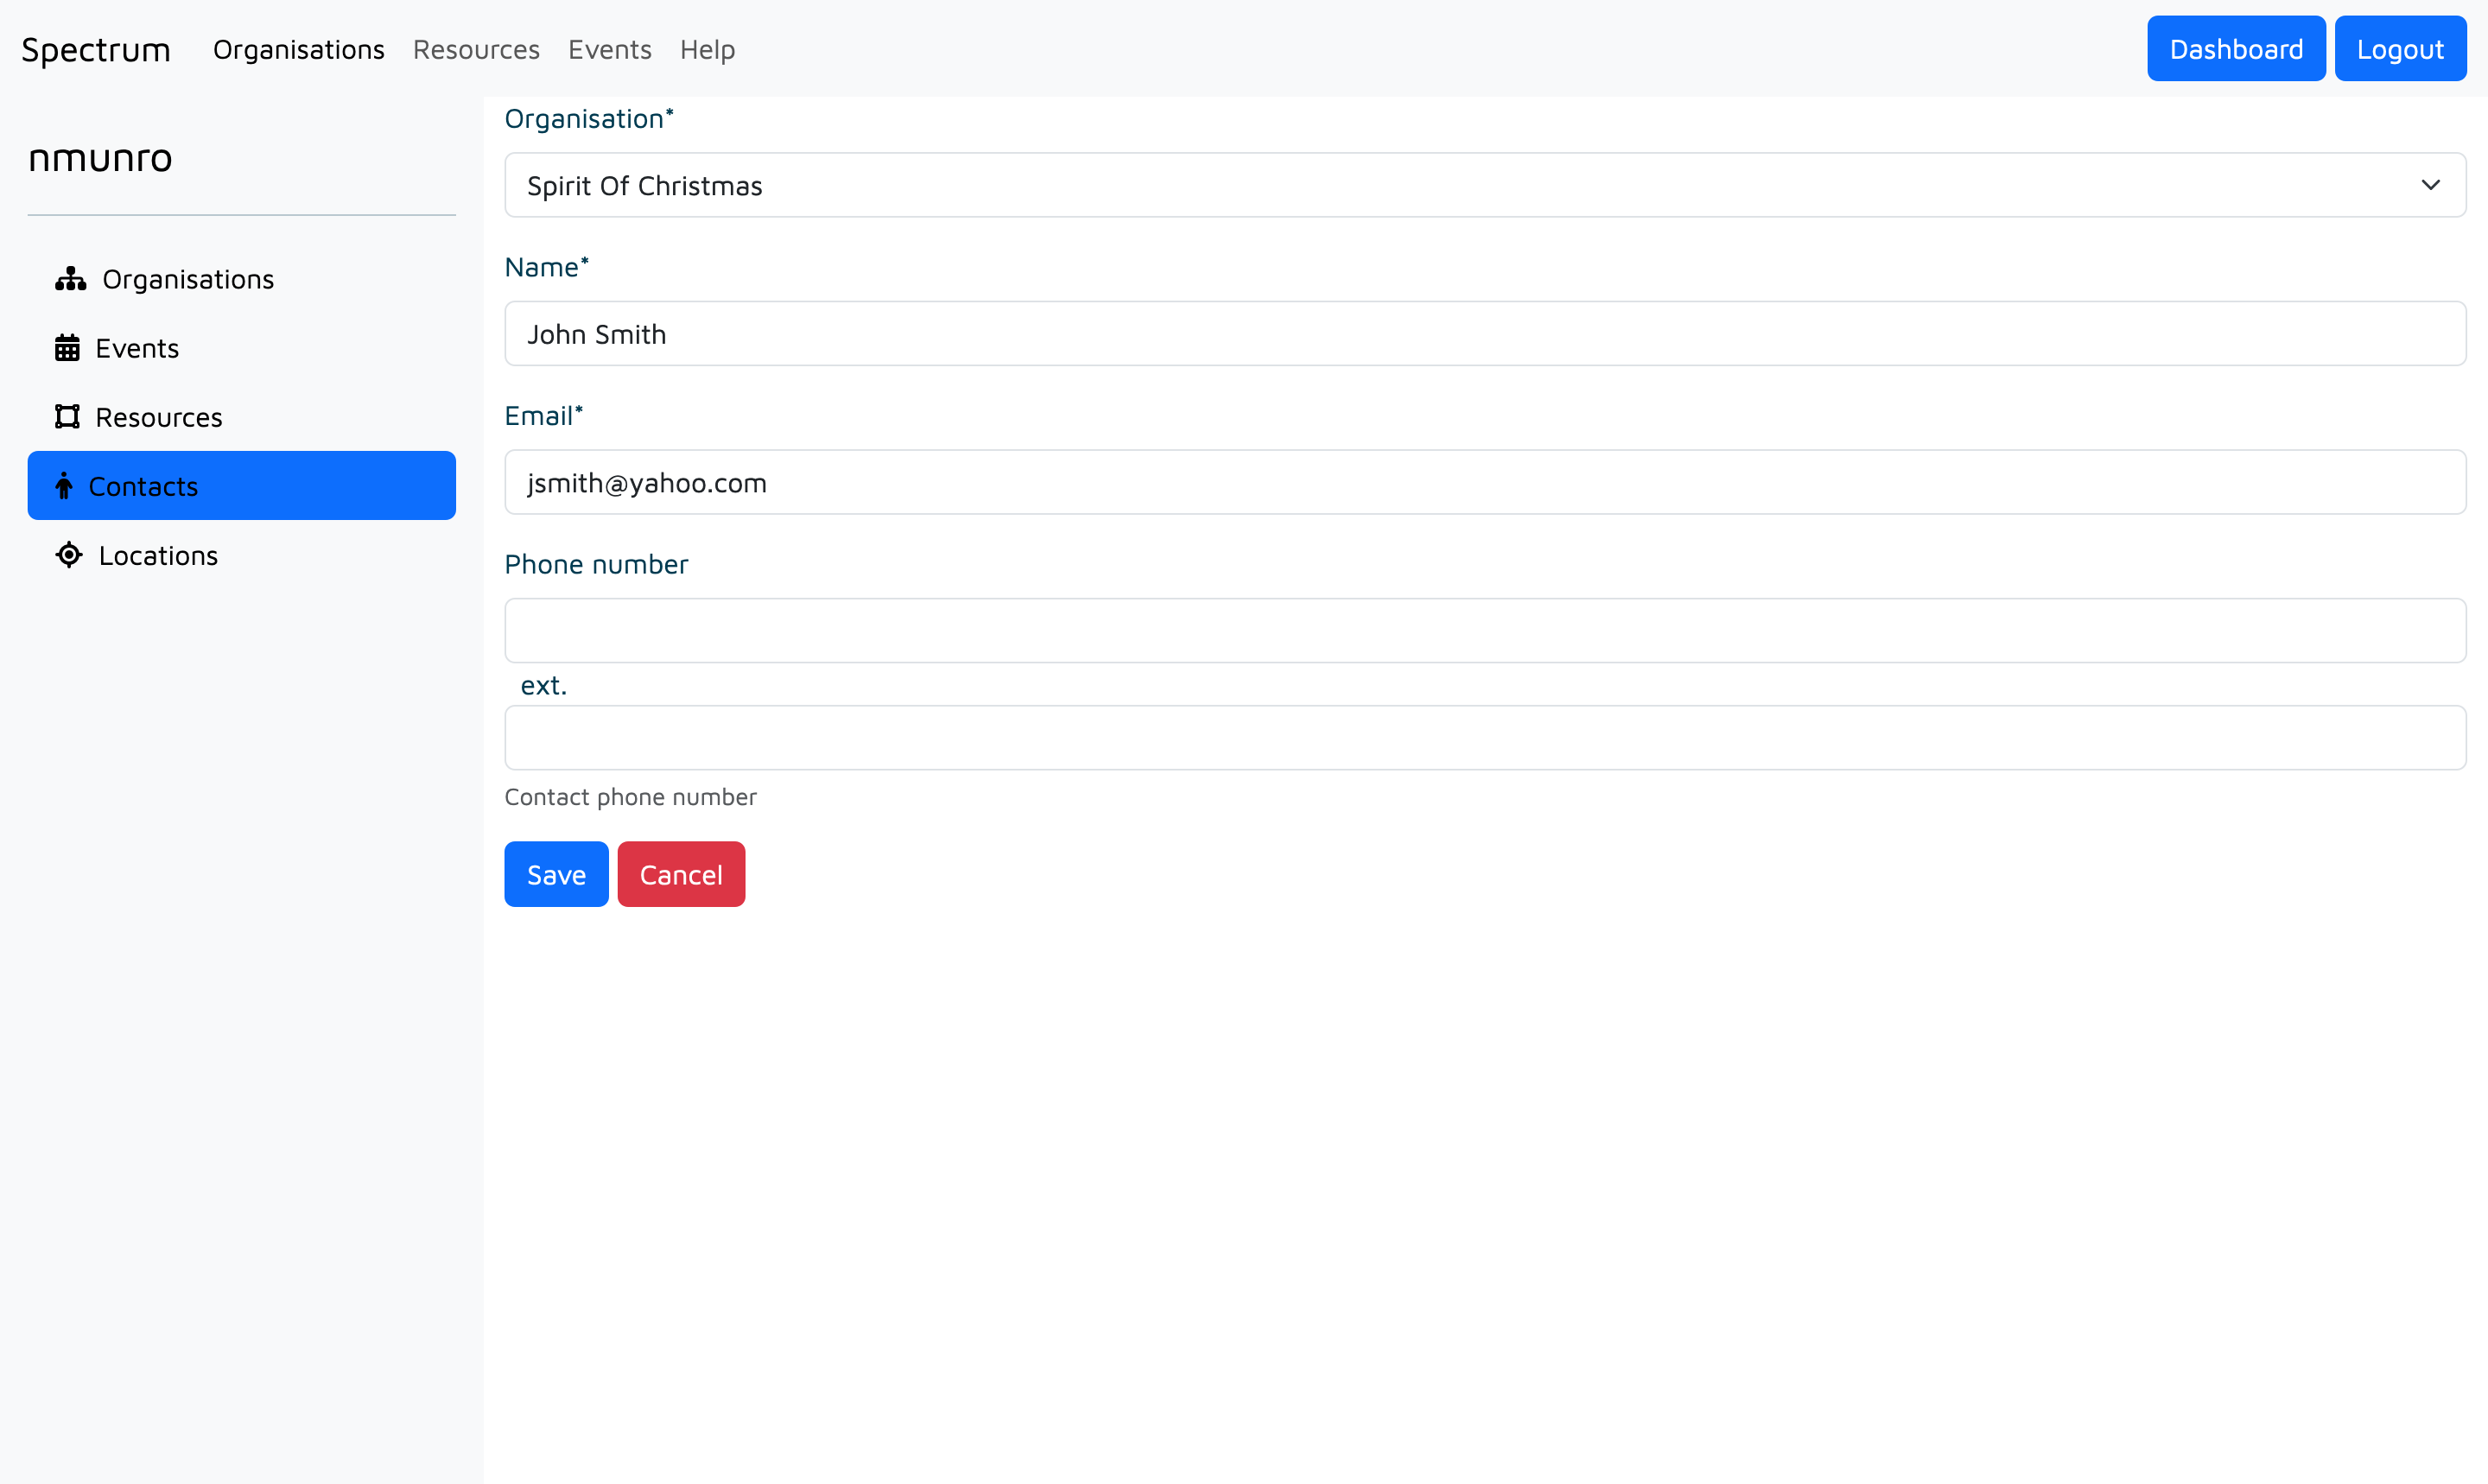 Spectrum Organisations Resources Events Help Dashboard Logout
nmunro
Organisations
Events
Resources
Contacts
Locations
Organisation*
Spirit Of Christmas
Name*
John Smith
Email*
jsmith@yahoo.com
Phone number
ext.
Contact phone number
Save Cancel